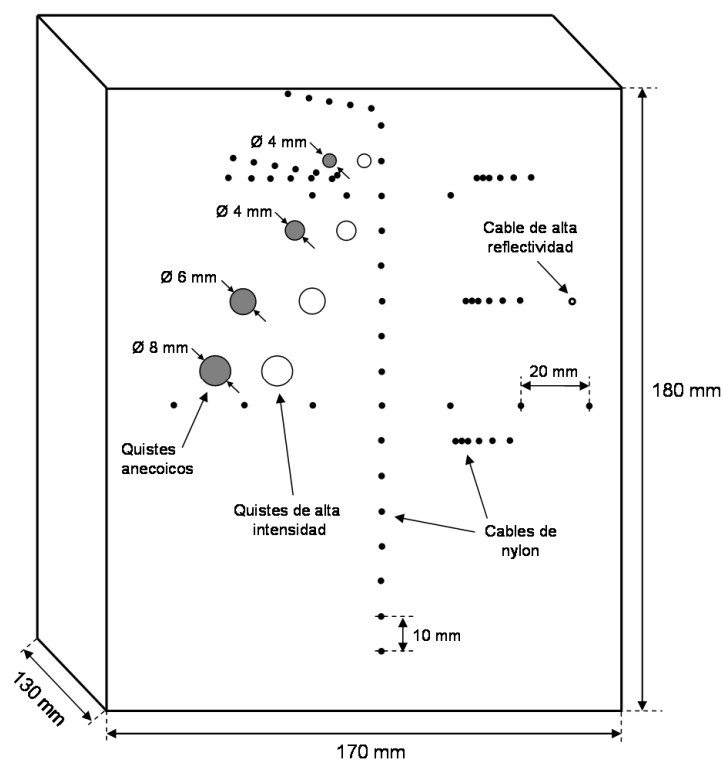 Ø 4 mm
Ø 4 mm
Cable de alta
reflectividad
Ø 6 mm
Ø 8 mm
20 mm
180 mm
Quistes
anecoicos
Quistes de alta
intensidad
Cables de
nylon
10 mm
130 mm
170 mm